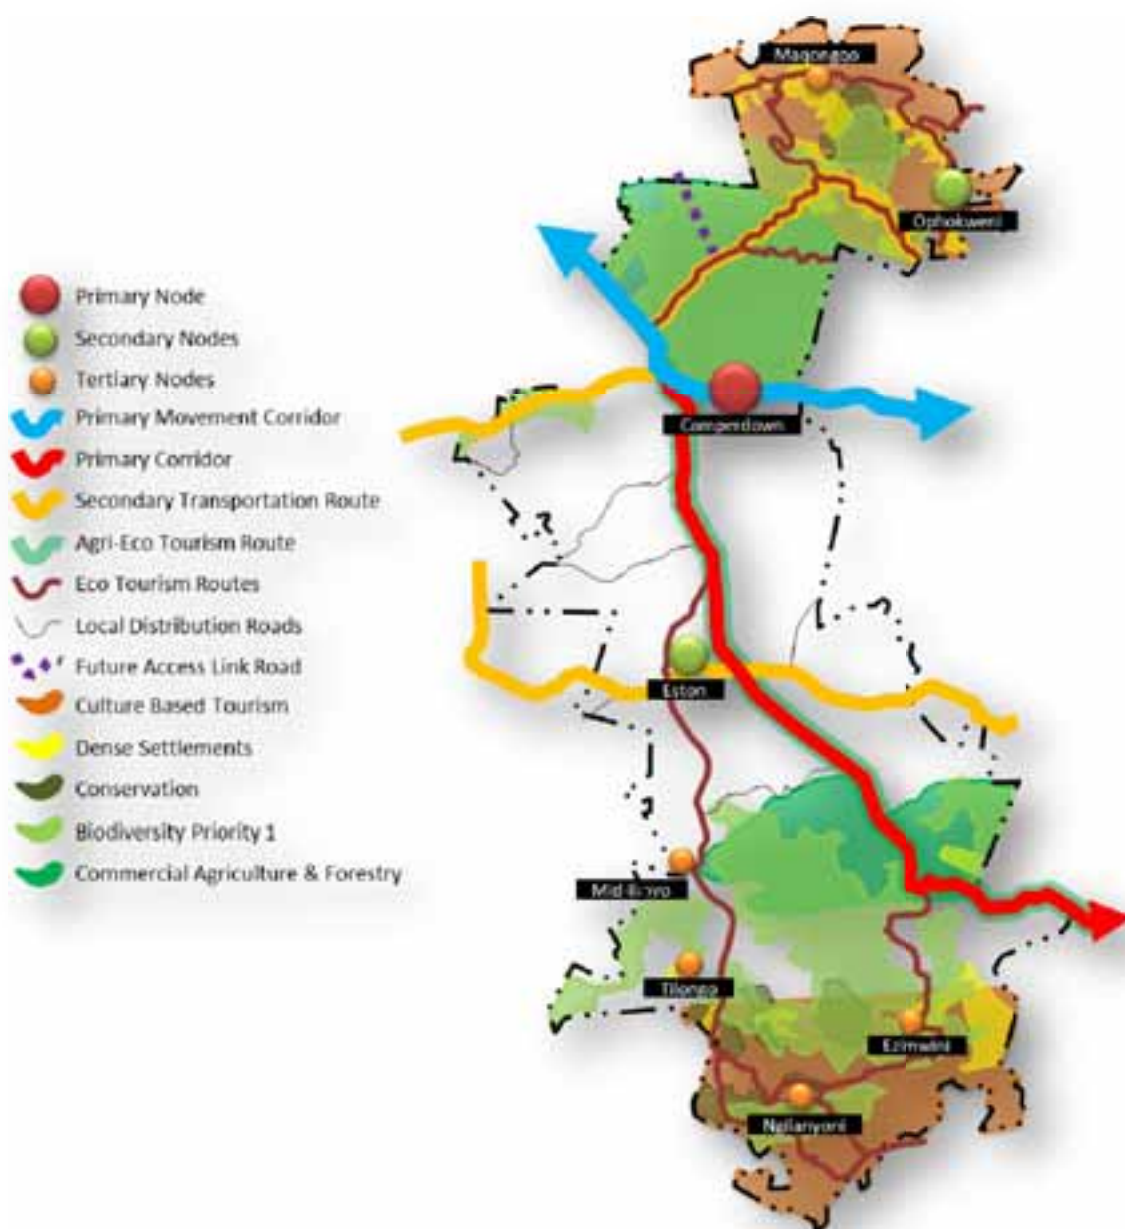 Maqongqo
Ophokweni
Primary Node
Secondary Nodes
Tertiary Nodes
Primary Movement Corridor
Camperdown
Primary Corridor
Secondary Transportation Route
Agri-Eco Tourism Route
Eco Tourism Routes
Local Distribution Roads
Future Access Link Road
Eston
Culture Based Tourism
Dense Settlements
Conservation
Biodiversity Priority 1
Commercial Agriculture & Forestry
Mid-Illovo
Tilongo
Ezimwini